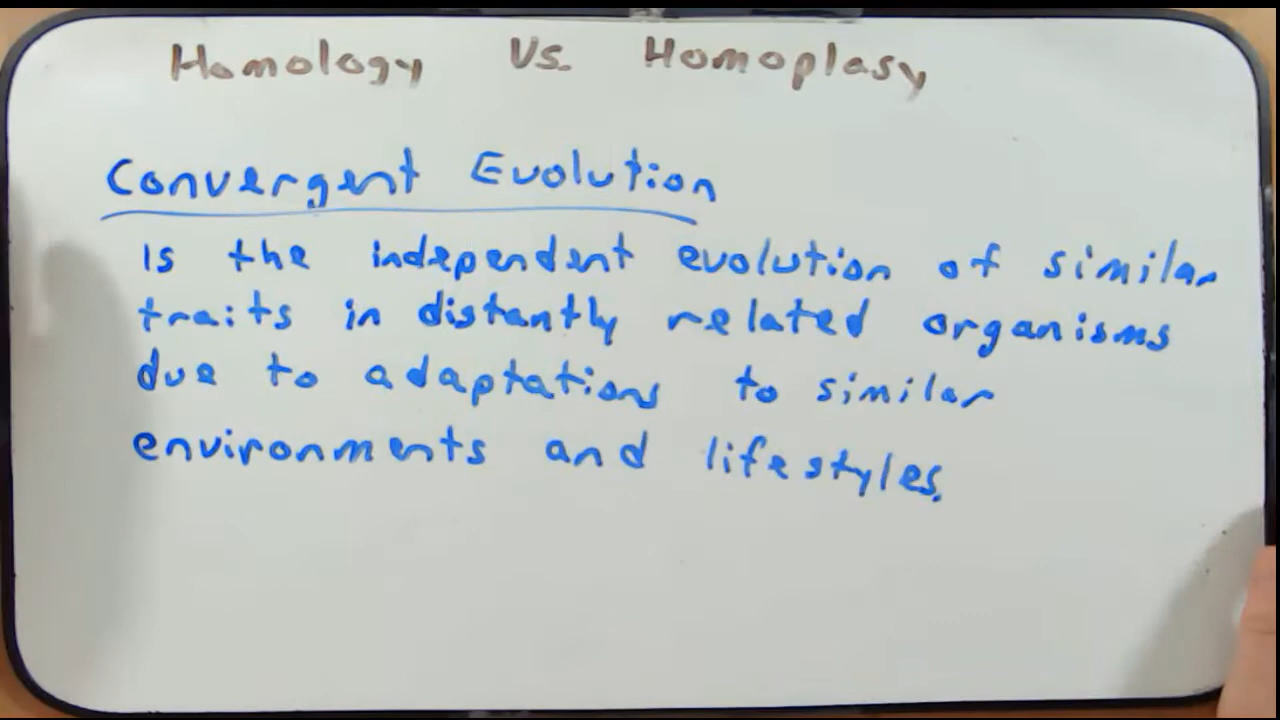 Homology Vs. Homoplasy
Convergent Evolution
Is the independent evolution of similar
traits in distantly related organisms
due to adaptations to similar
environments and lifestyles.